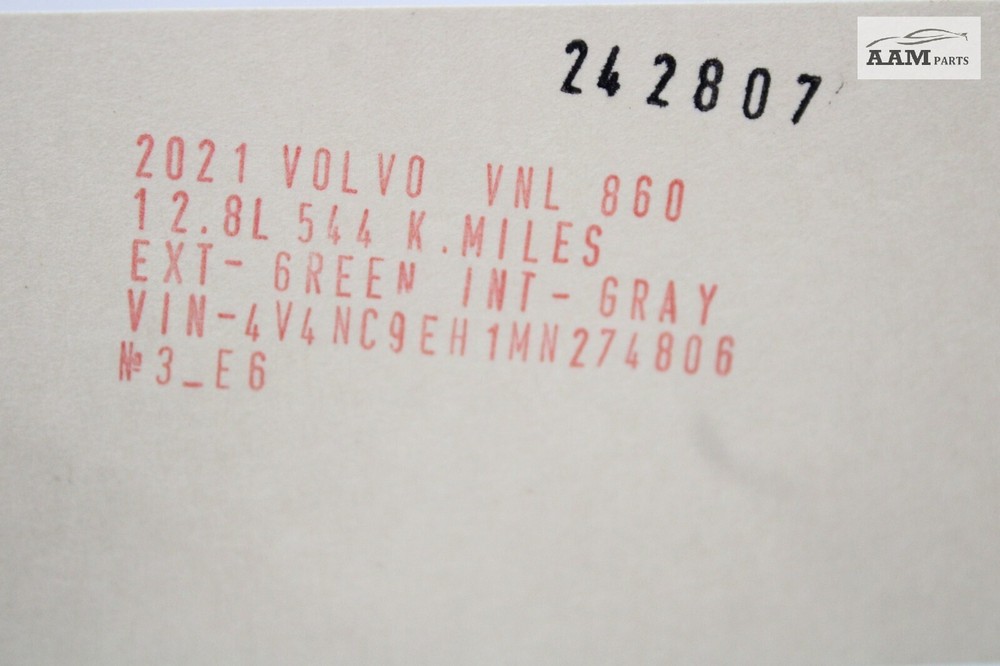 242807
AAM PARTS
2021 VOLVO VNL 860
12.8L 544 K.MILES
EXT- GREEN INT- GRAY
VIN-4V4NC9EH1MN274806
№3_E6